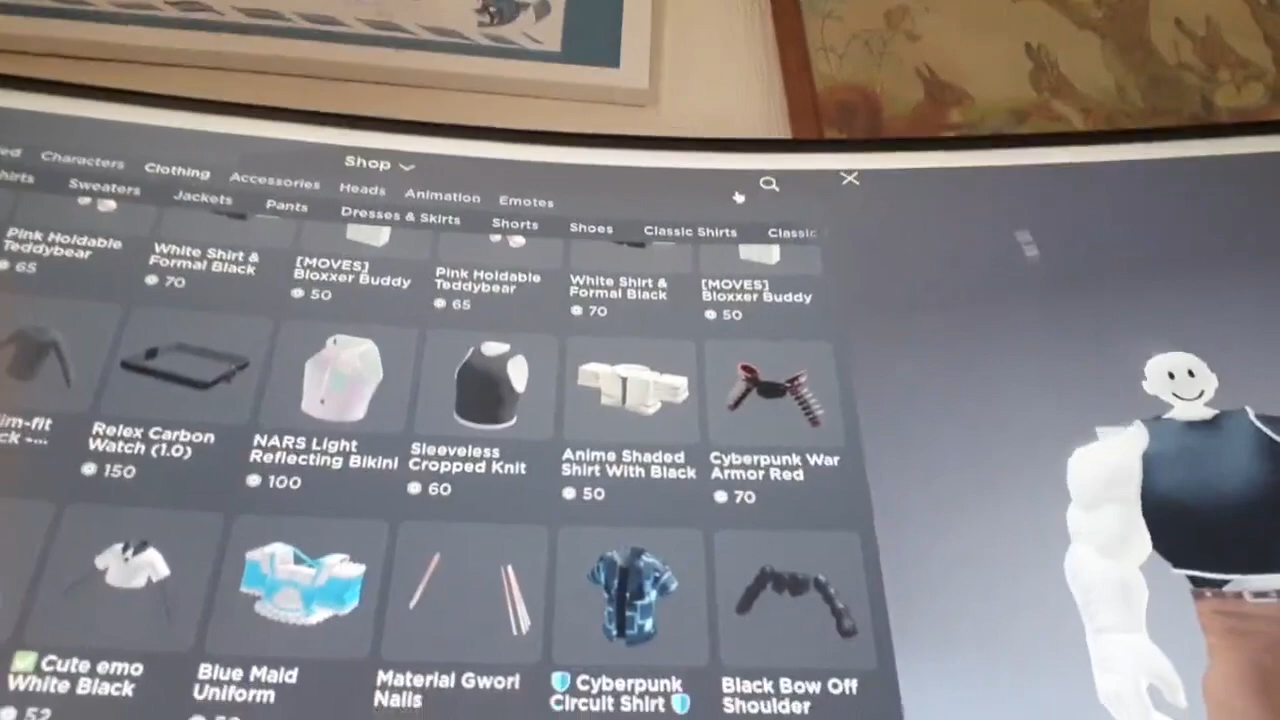 Shop
Characters Clothing Accessories Heads Animation Emotes
Sweaters Jackets Pants Dresses & Skirts Shorts Shoes Classic Shirts Classic
Pink Holdable
Teddybear
65
White Shirt &
Formal Black
70
[MOVES]
Bloxxer Buddy
50
Pink Holdable
Teddybear
65
White Shirt &
Formal Black
70
[MOVES]
Bloxxer Buddy
50
Relex Carbon
Watch (1.0)
150
NARS Light
Reflecting Bikini
100
Sleeveless
Cropped Knit
60
Anime Shaded
Shirt With Black
50
Cyberpunk War
Armor Red
70
Cute emo
White Black
52
Blue Maid
Uniform
Material Gworl
Nails
Cyberpunk
Circuit Shirt
Black Bow Off
Shoulder